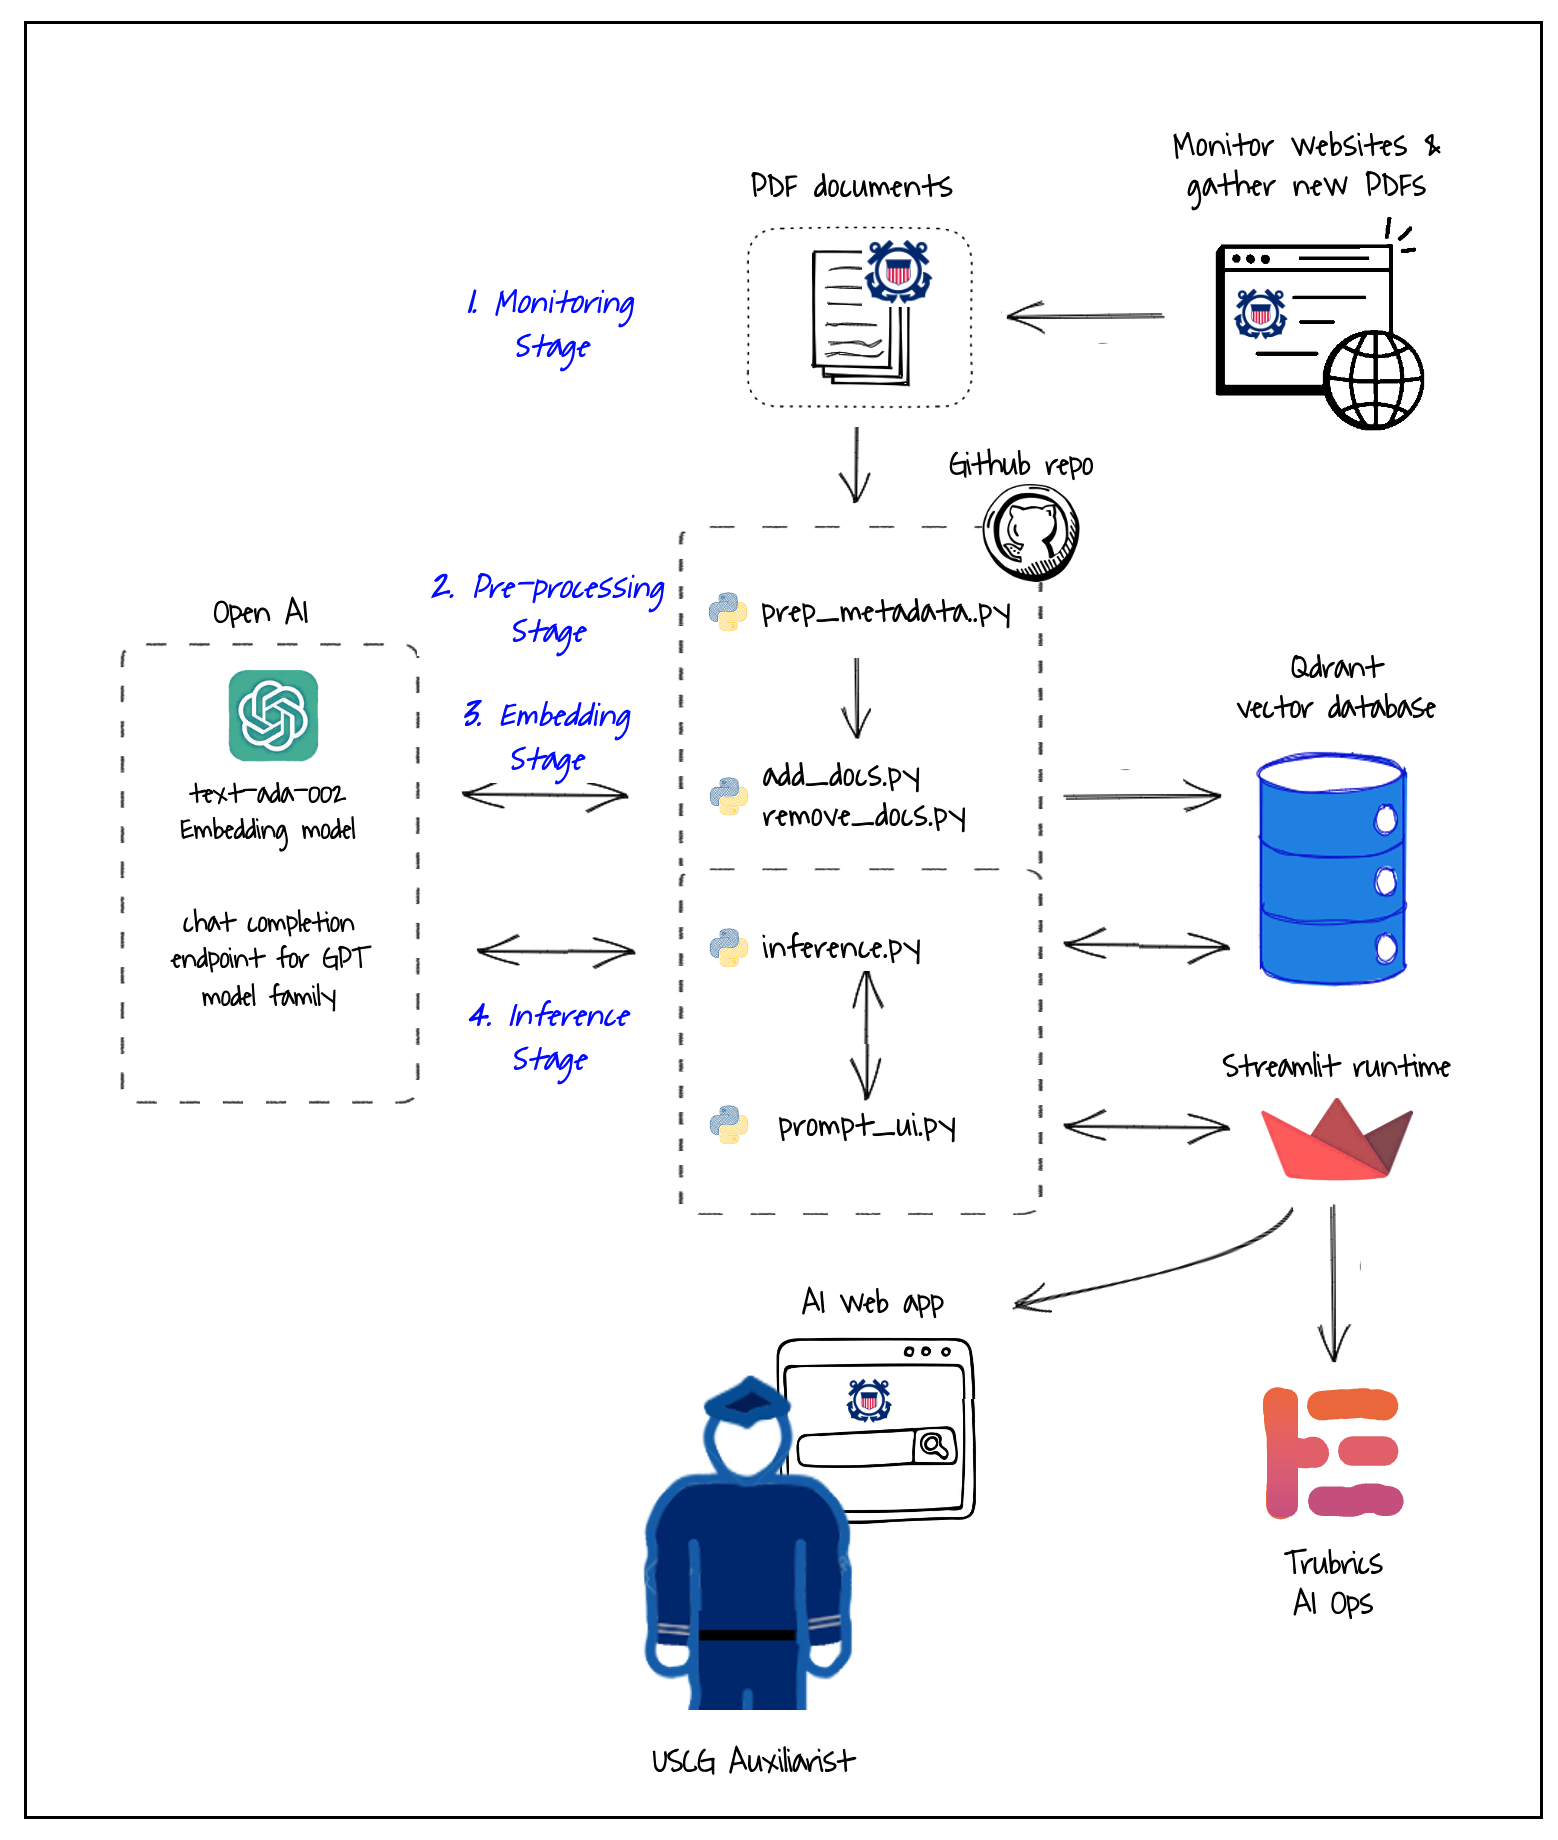 Monitor websites &
gather new PDFs
PDF documents
1. Monitoring
Stage
Github repo
2. Pre-processing
Stage
prep_metadata..py
Open AI
3. Embedding
Stage
text-ada-002
Embedding model
add_docs.py
remove_docs.py
Qdrant
vector database
chat completion
endpoint for GPT
model family
inference.py
4. Inference
Stage
prompt_ui.py
Streamlit runtime
AI web app
Trubrics
AI Ops
USCG Auxiliarist